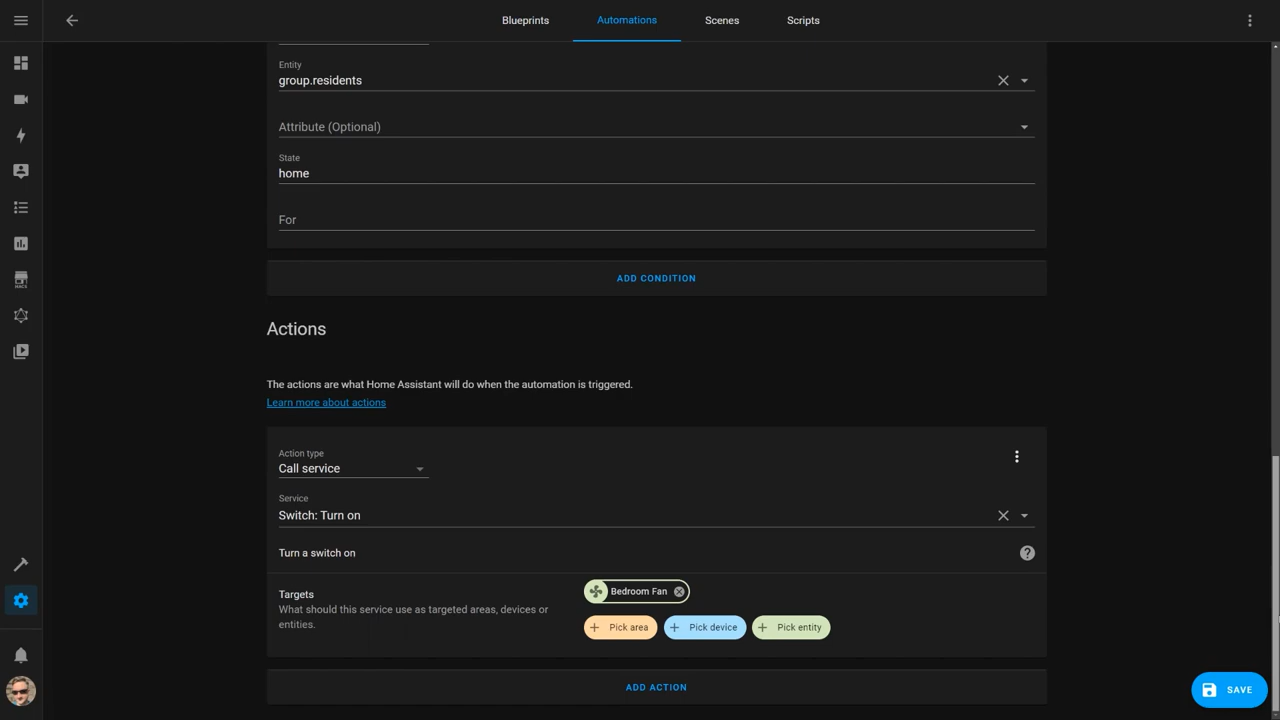 Blueprints
Automations
Scenes
Scripts
Entity
group.residents
Attribute (Optional)
State
home
For
ADD CONDITION
Actions
The actions are what Home Assistant will do when the automation is triggered.
Learn more about actions
Action type
Call service
Service
Switch: Turn on
Turn a switch on
Targets
What should this service use as targeted areas, devices or
entities.
Bedroom Fan
Pick area
Pick device
Pick entity
ADD ACTION
SAVE